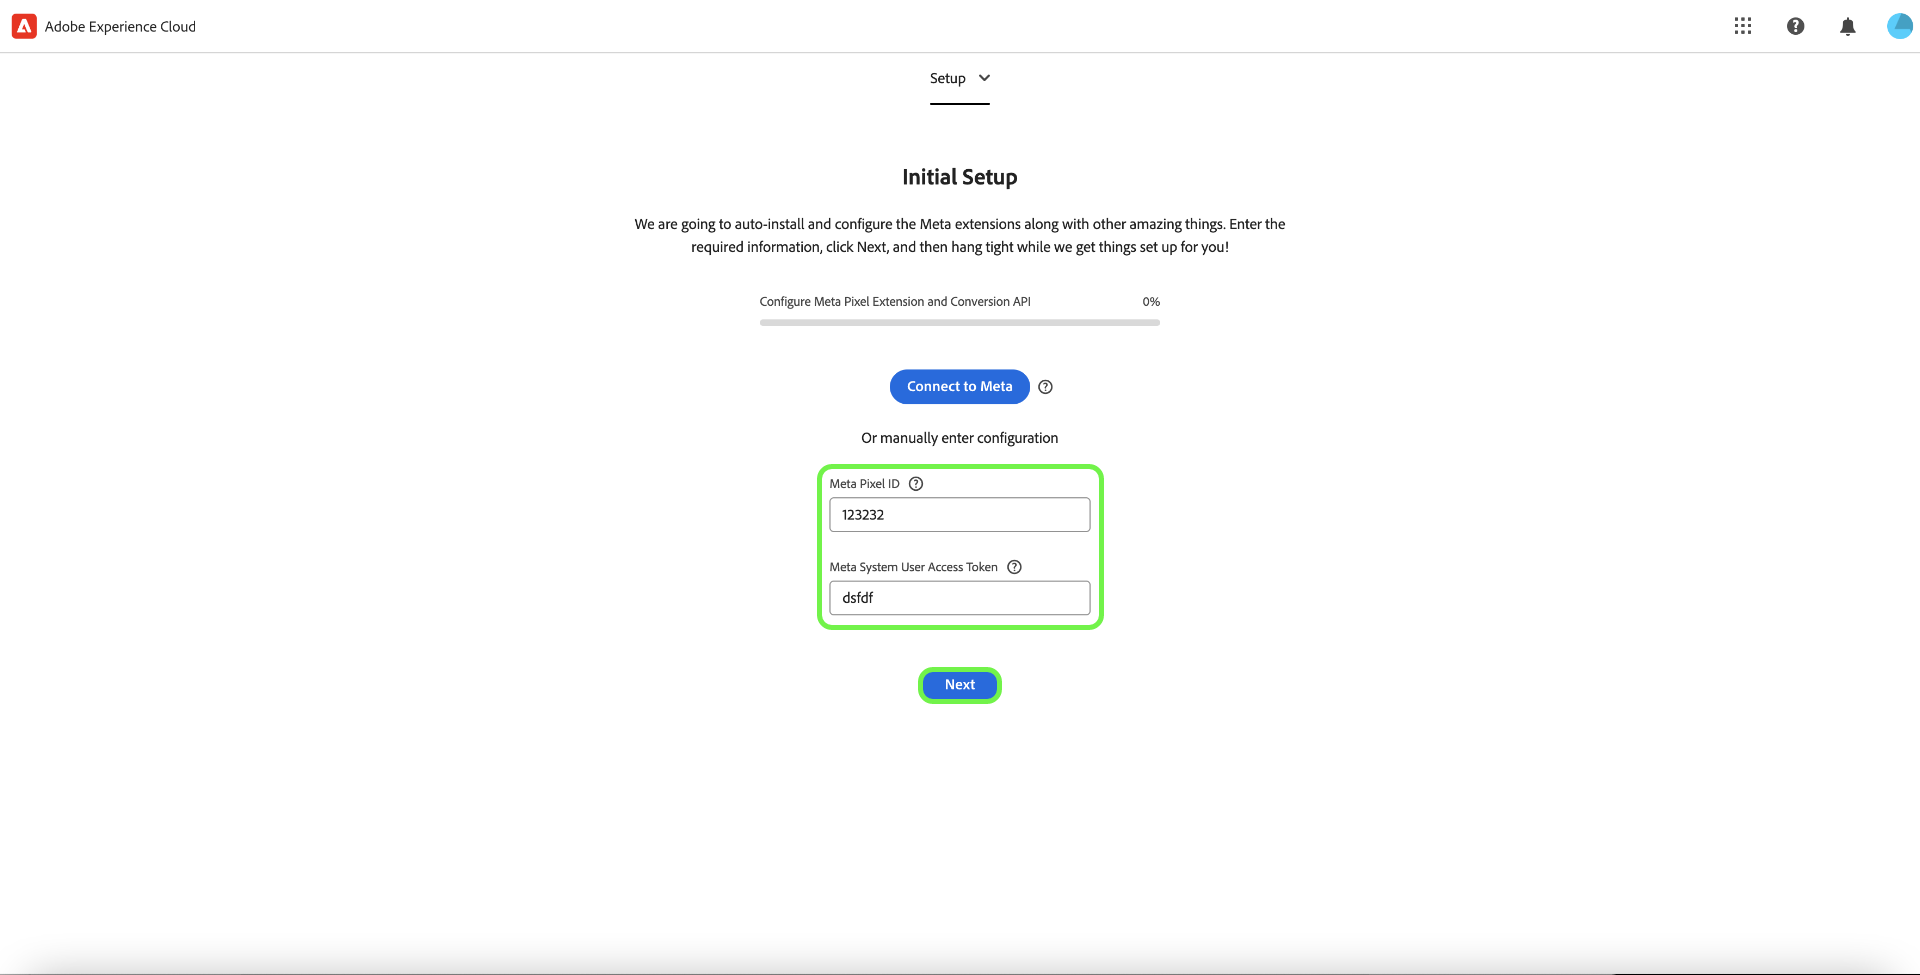 Adobe Experience Cloud
Setup
Initial Setup
We are going to auto-install and configure the Meta extensions along with other amazing things. Enter the
required information, click Next, and then hang tight while we get things set up for you!
Configure Meta Pixel Extension and Conversion API 0%
Connect to Meta
Or manually enter configuration
Meta Pixel ID
123232
Meta System User Access Token
dsfdf
Next